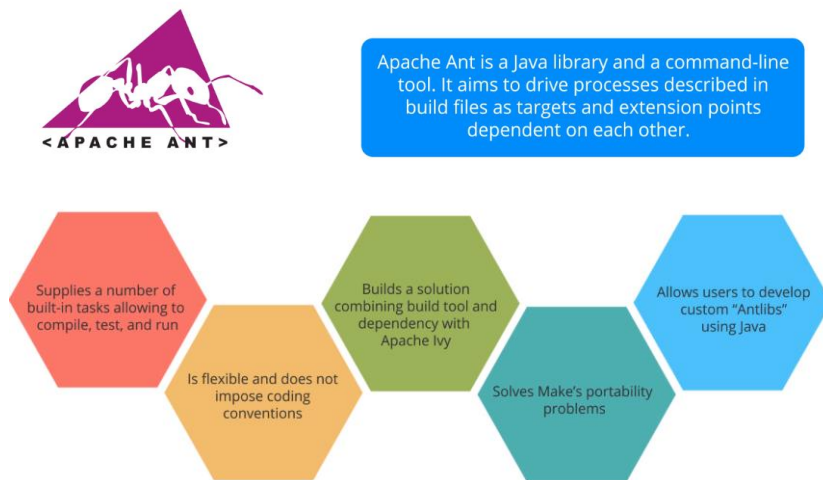 <APACHE ANT>
Apache Ant is a Java library and a command-line
tool. It aims to drive processes described in
build files as targets and extension points
dependent on each other.
Supplies a number of
built-in tasks allowing to
compile, test, and run
Is flexible and does not
impose coding
conventions
Builds a solution
combining build tool and
dependency with
Apache Ivy
Solves Make’s portability
problems
Allows users to develop
custom “Antlibs”
using Java